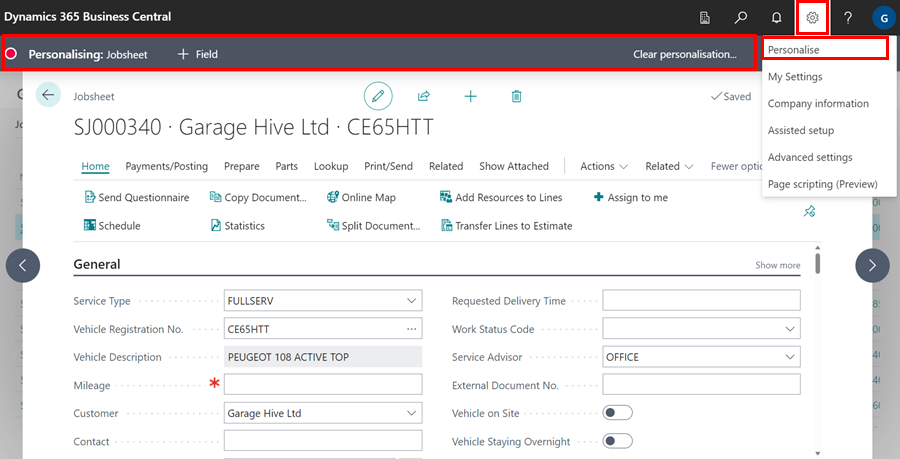 Dynamics 365 Business Central
G
Personalising: Jobsheet
Field
Clear personalisation...
Personalise
My Settings
Company information
Assisted setup
Advanced settings
Page scripting (Preview)
Jobsheet
Saved
SJ000340 · Garage Hive Ltd · CE65HTT
Home Payments/Posting Prepare Parts Lookup Print/Send Related Show Attached Actions Related Fewer optio
Send Questionnaire Copy Document... Online Map Add Resources to Lines Assign to me
Schedule Statistics Split Document... Transfer Lines to Estimate
General Show more
Service Type FULLSERV Requested Delivery Time
Vehicle Registration No. CE65HTT ··· Work Status Code
Vehicle Description PEUGEOT 108 ACTIVE TOP Service Advisor OFFICE
Mileage * External Document No.
Customer Garage Hive Ltd Vehicle on Site
Contact Vehicle Staying Overnight